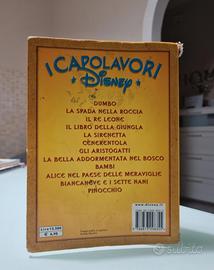 I CAPOLAVORI
Disney
DUMBO
LA SPADA NELLA ROCCIA
IL RE LEONE
IL LIBRO DELLA GIUNGLA
LA SIRENETTA
CENERENTOLA
GLI ARISTOGATTI
LA BELLA ADDORMENTATA NEL BOSCO
BAMBI
ALICE NEL PAESE DELLE MERAVIGLIE
BIANCANEVE E I SETTE NANI
PINOCCHIO
www.disney.it
subito